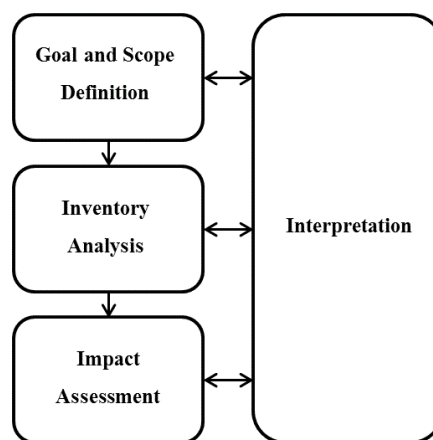 Goal and Scope
Definition
Inventory
Analysis
Impact
Assessment
Interpretation